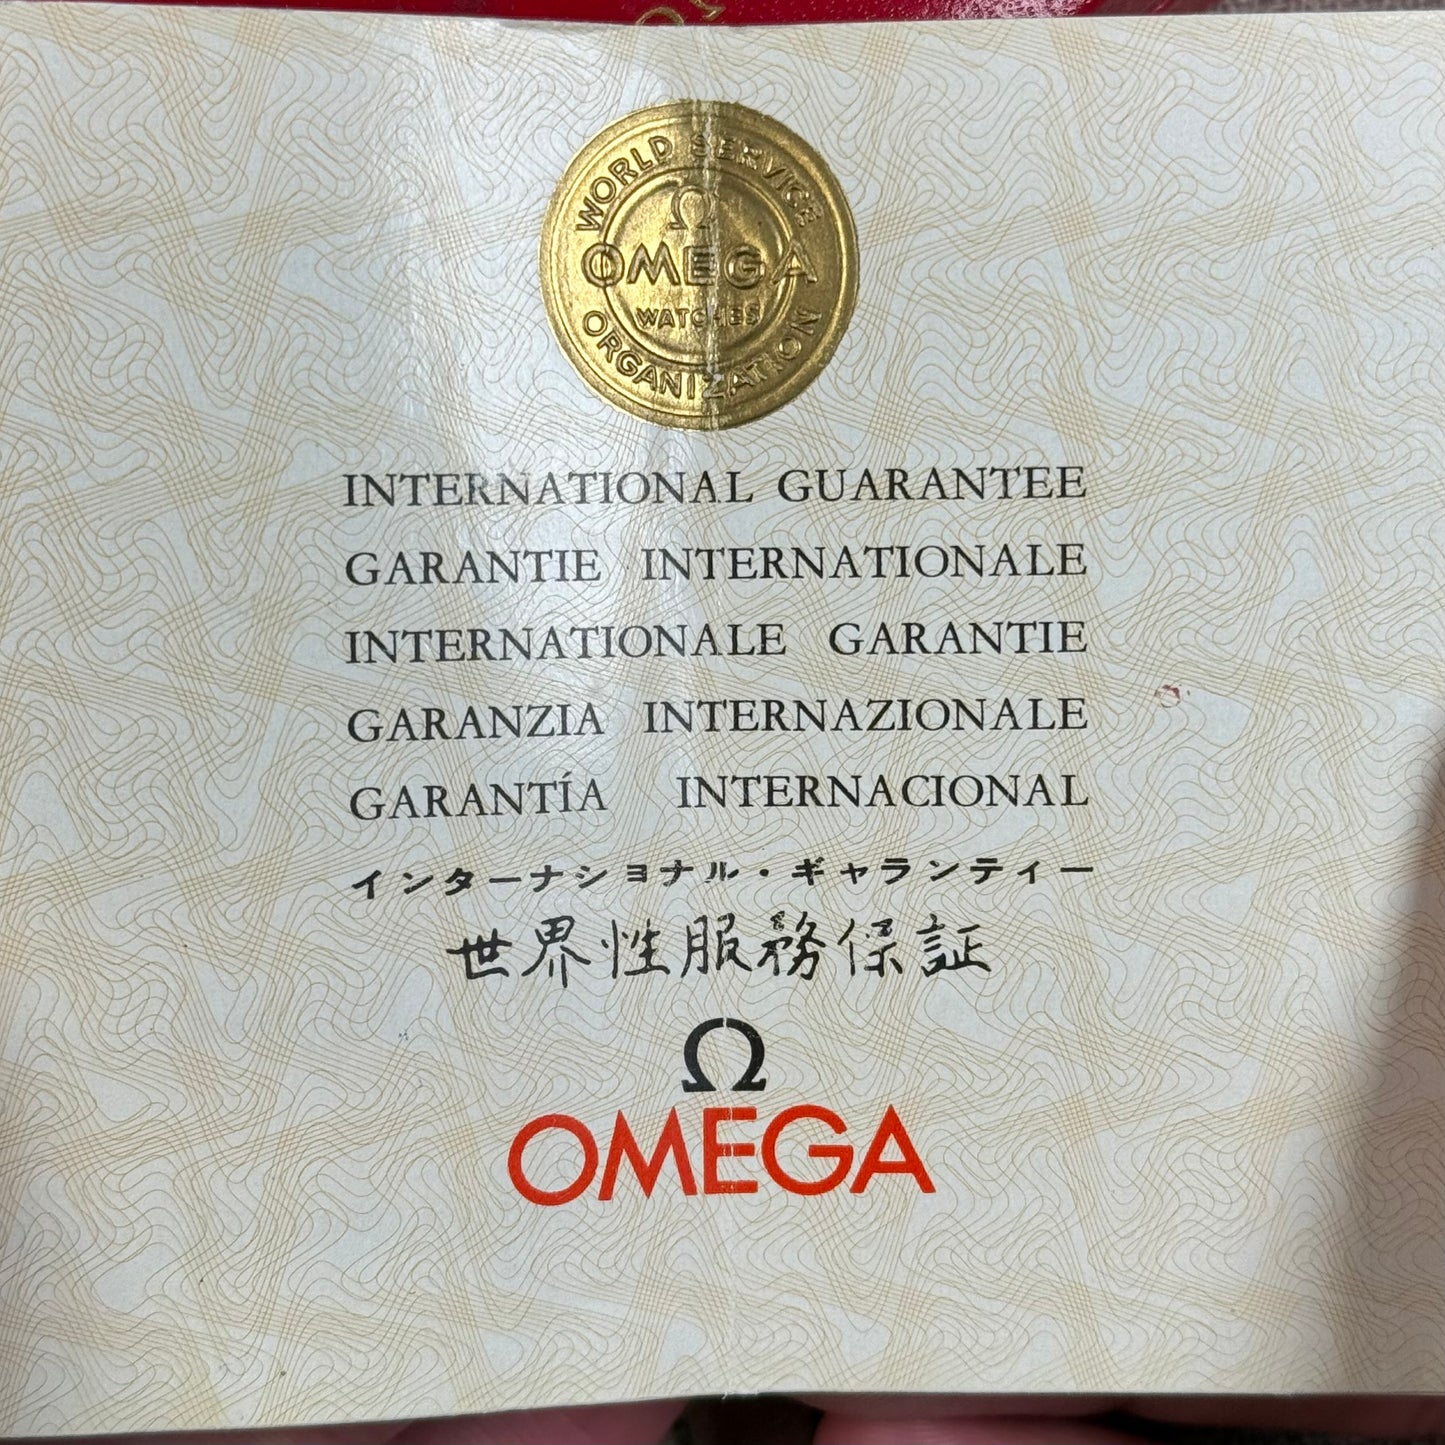 WORLD SERVICE
Ω
OMEGA
WATCHES
ORGANIZATION
INTERNATIONAL GUARANTEE
GARANTIE INTERNATIONALE
INTERNATIONALE GARANTIE
GARANZIA INTERNAZIONALE
GARANTÍA INTERNACIONAL
インターナショナル・ギャランティー
世界性服務保証
Ω
OMEGA